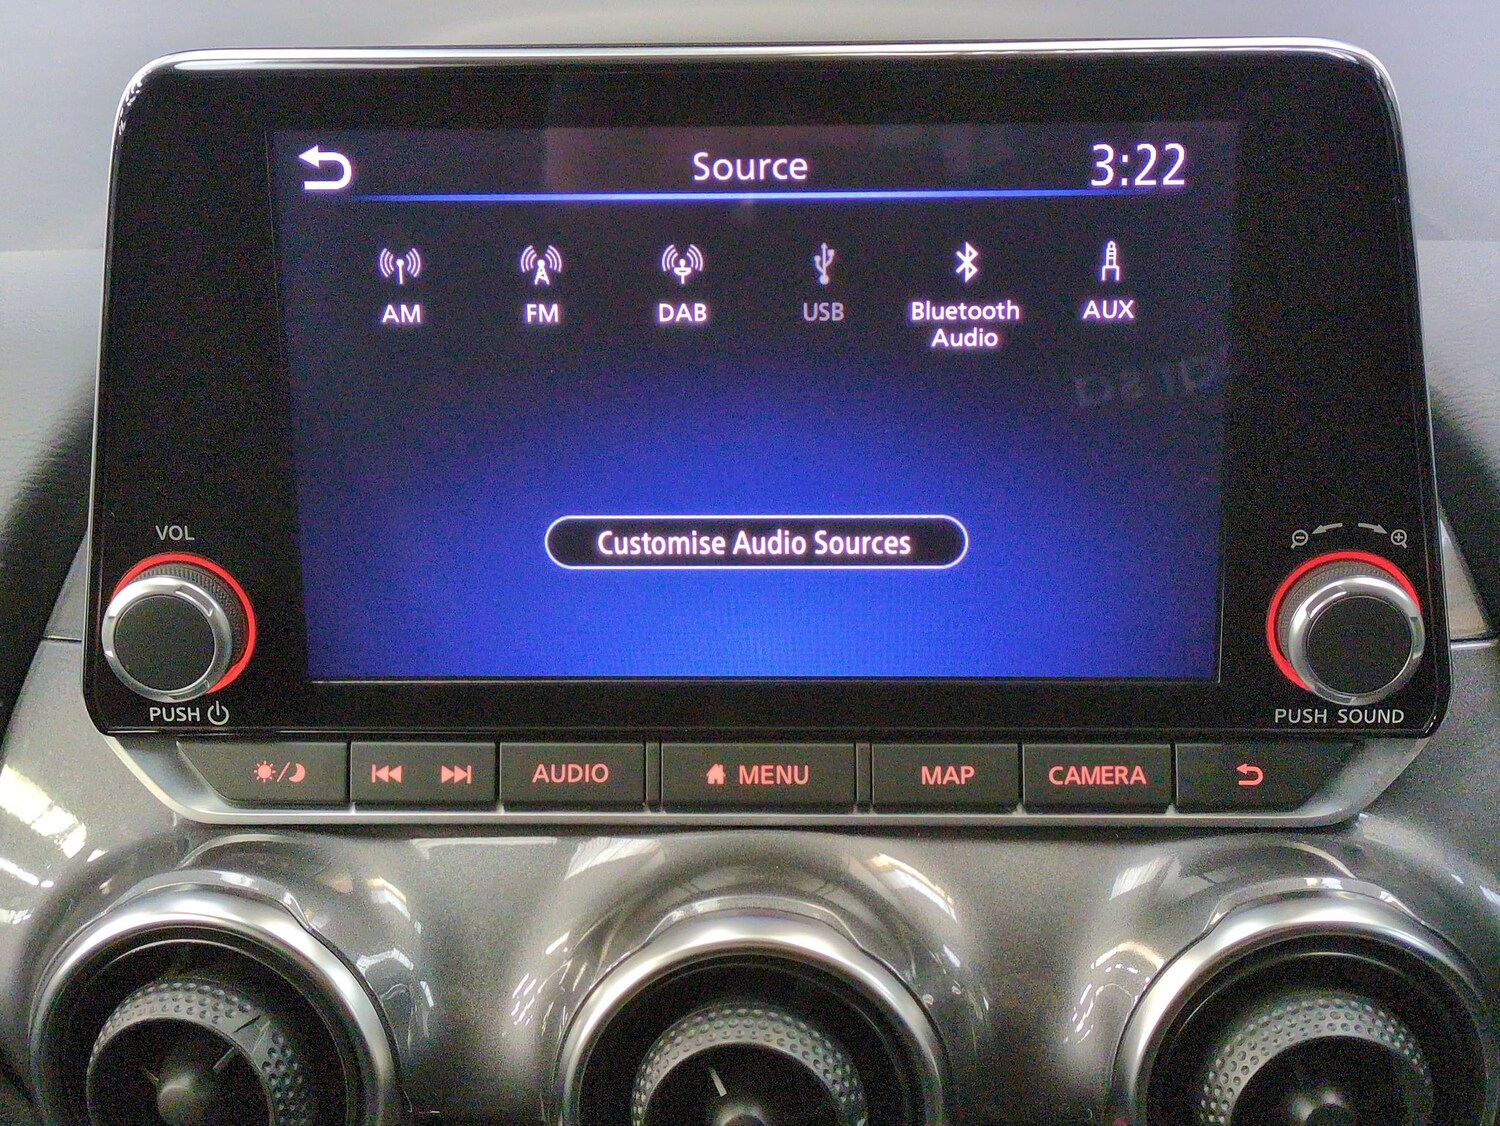 Source
3:22
AM
FM
DAB
USB
Bluetooth
Audio
AUX
Customise Audio Sources
VOL
PUSH
PUSH SOUND
AUDIO
MENU
MAP
CAMERA